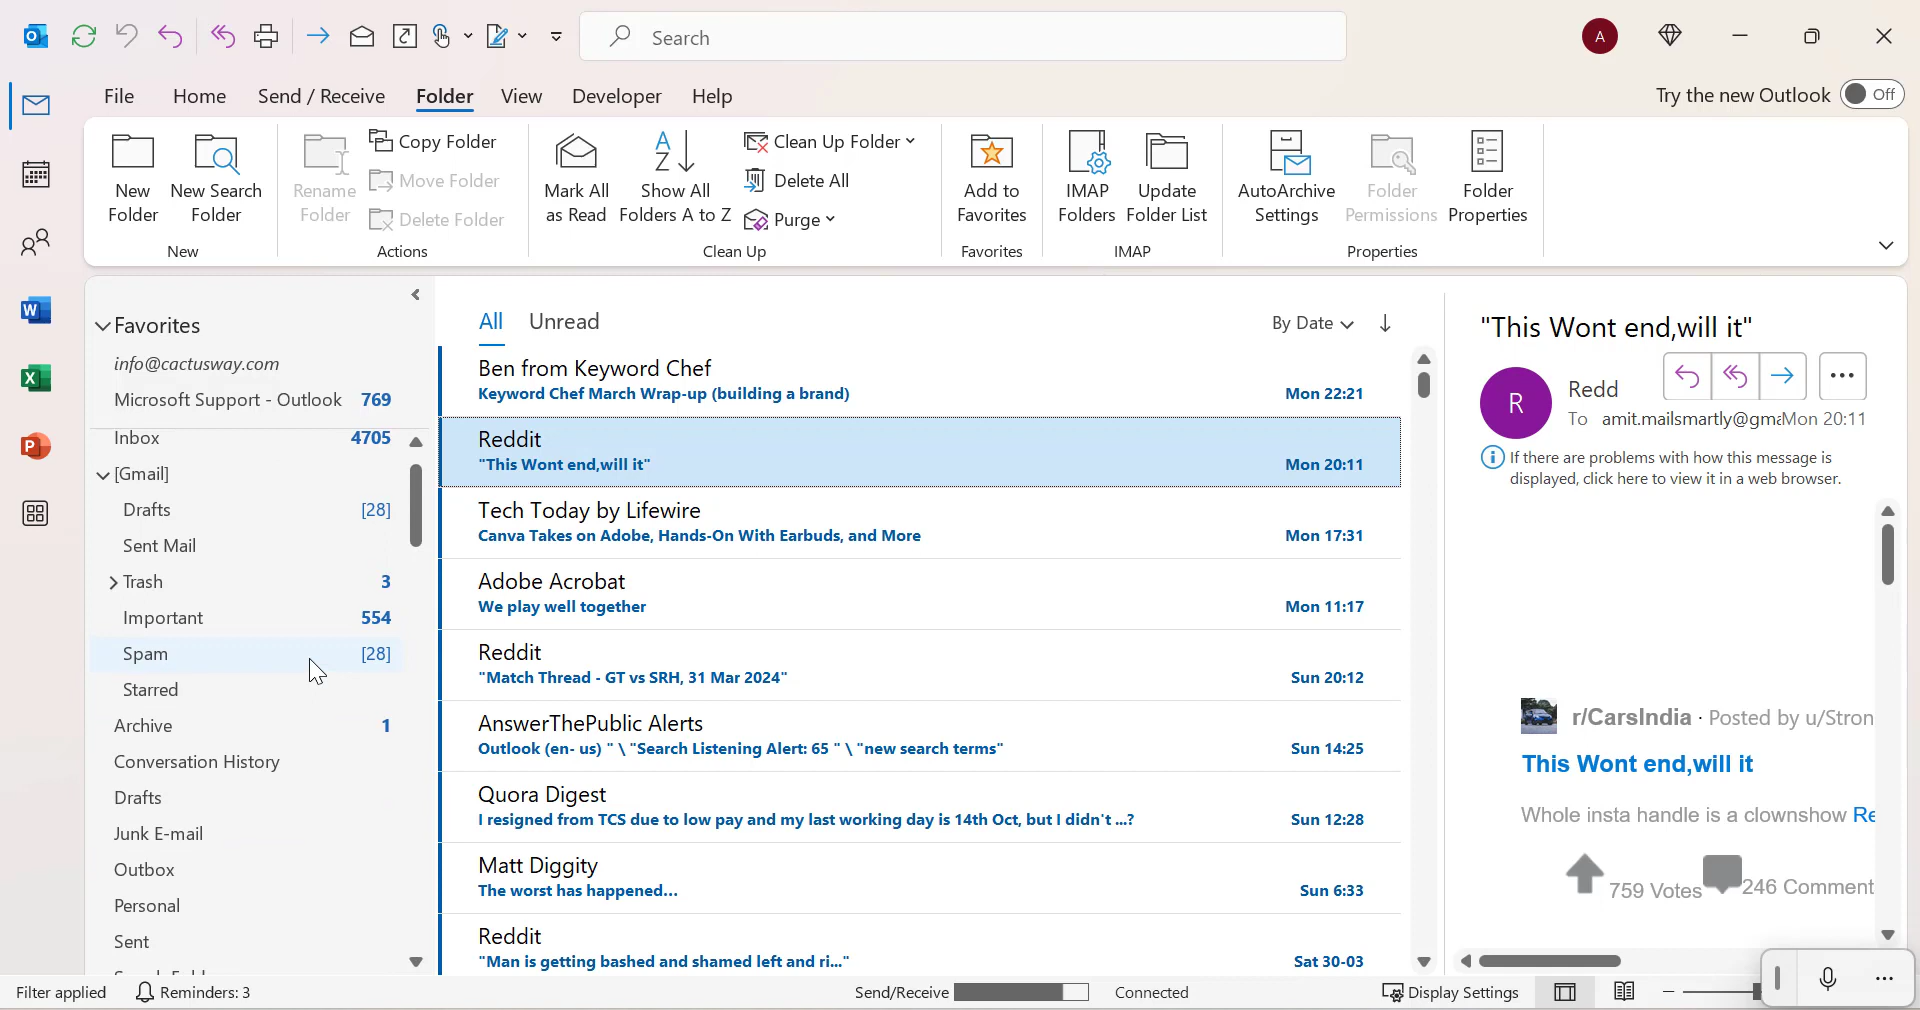 Search
A
File Home Send / Receive Folder View Developer Help
Try the new Outlook Off
New Folder
New Search Folder
New
Rename Folder
Copy Folder
Move Folder
Delete Folder
Actions
Mark All as Read
Show All Folders A to Z
Clean Up Folder
Delete All
Purge
Clean Up
Add to Favorites
Favorites
IMAP Folders
Update Folder List
IMAP
AutoArchive Settings
Folder Permissions
Folder Properties
Properties
Favorites
info@cactusway.com
Microsoft Support - Outlook 769
Inbox 4705
[Gmail]
Drafts [28]
Sent Mail
Trash 3
Important 554
Spam [28]
Starred
Archive 1
Conversation History
Drafts
Junk E-mail
Outbox
Personal
Sent
All Unread By Date
Ben from Keyword Chef
Keyword Chef March Wrap-up (building a brand) Mon 22:21
Reddit
"This Wont end,will it" Mon 20:11
Tech Today by Lifewire
Canva Takes on Adobe, Hands-On With Earbuds, and More Mon 17:31
Adobe Acrobat
We play well together Mon 11:17
Reddit
"Match Thread - GT vs SRH, 31 Mar 2024" Sun 20:12
AnswerThePublic Alerts
Outlook (en- us) " \ "Search Listening Alert: 65 " \ "new search terms" Sun 14:25
Quora Digest
I resigned from TCS due to low pay and my last working day is 14th Oct, but I didn't ...? Sun 12:28
Matt Diggity
The worst has happened... Sun 6:33
Reddit
"Man is getting bashed and shamed left and ri..." Sat 30-03
"This Wont end,will it"
R
Redd
To amit.mailsmartly@gma Mon 20:11
If there are problems with how this message is
displayed, click here to view it in a web browser.
r/CarsIndia · Posted by u/Stron
This Wont end,will it
Whole insta handle is a clownshow Re
759 Votes 246 Comment
Filter applied Reminders: 3 Send/Receive Connected Display Settings